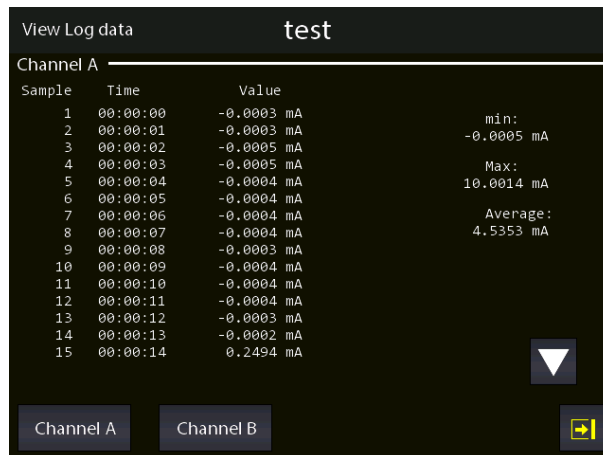 View Log data test
Channel A
Sample Time Value
1 00:00:00 -0.0003 mA
2 00:00:01 -0.0003 mA
3 00:00:02 -0.0005 mA
4 00:00:03 -0.0005 mA
5 00:00:04 -0.0004 mA
6 00:00:05 -0.0004 mA
7 00:00:06 -0.0004 mA
8 00:00:07 -0.0004 mA
9 00:00:08 -0.0003 mA
10 00:00:09 -0.0004 mA
11 00:00:10 -0.0004 mA
12 00:00:11 -0.0004 mA
13 00:00:12 -0.0003 mA
14 00:00:13 -0.0002 mA
15 00:00:14 0.2494 mA
min:
-0.0005 mA
Max:
10.0014 mA
Average:
4.5353 mA
Channel A Channel B